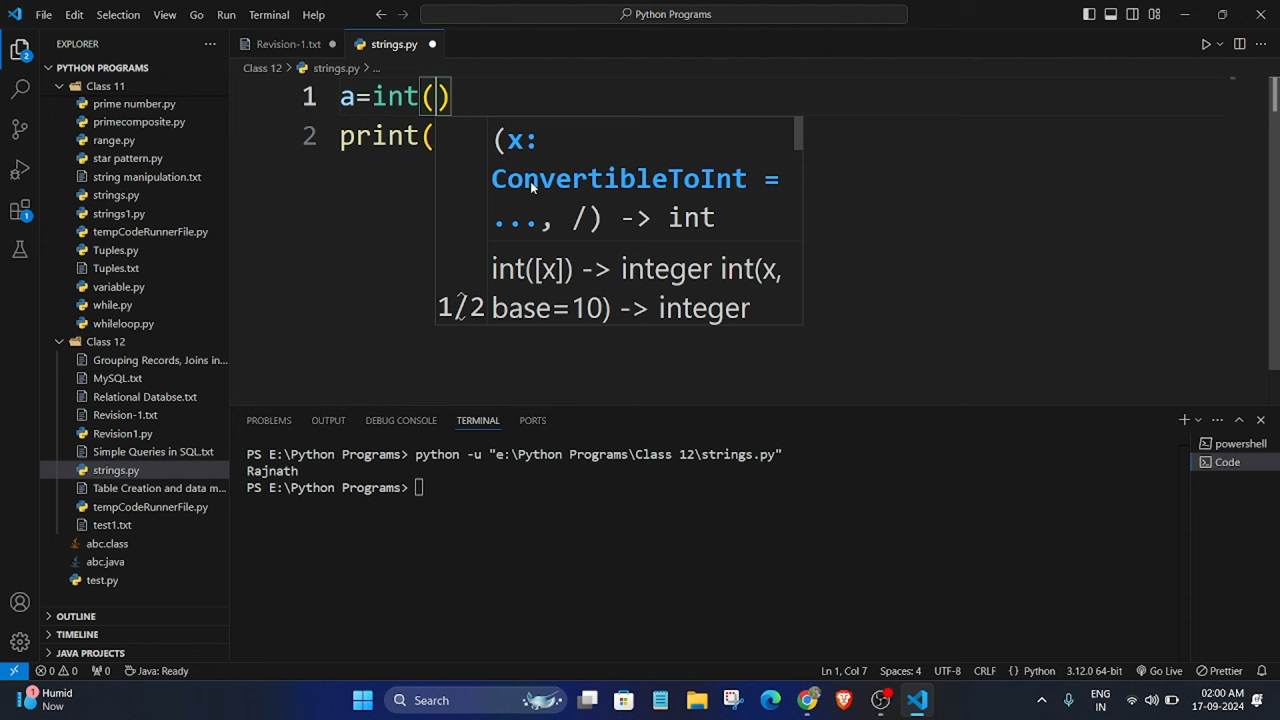 File Edit Selection View Go Run Terminal Help
Python Programs
EXPLORER
PYTHON PROGRAMS
Class 11
prime number.py
primecomposite.py
range.py
star pattern.py
string manipulation.txt
strings.py
strings1.py
tempCodeRunnerFile.py
Tuples.py
Tuples.txt
variable.py
while.py
whileloop.py
Class 12
Grouping Records, Joins in...
MySQL.txt
Relational Databse.txt
Revision-1.txt
Revision1.py
Simple Queries in SQL.txt
strings.py
Table Creation and data m...
tempCodeRunnerFile.py
test1.txt
abc.class
abc.java
test.py
OUTLINE
TIMELINE
JAVA PROJECTS
2
1
Revision-1.txt
strings.py
Class 12 > strings.py > ...
1 a=int()
2 print(
(x:
ConvertibleToInt =
..., /) -> int
int([x]) -> integer int(x,
1/2 base=10) -> integer
PROBLEMS OUTPUT DEBUG CONSOLE TERMINAL PORTS
PS E:\Python Programs> python -u "e:\Python Programs\Class 12\strings.py"
Rajnath
PS E:\Python Programs>
powershell
Code
0 0 0 Java: Ready
Ln 1, Col 7 Spaces: 4 UTF-8 CRLF {} Python 3.12.0 64-bit Go Live Prettier
1 Humid
Now
Search
ENG
IN
02:00 AM
17-09-2024